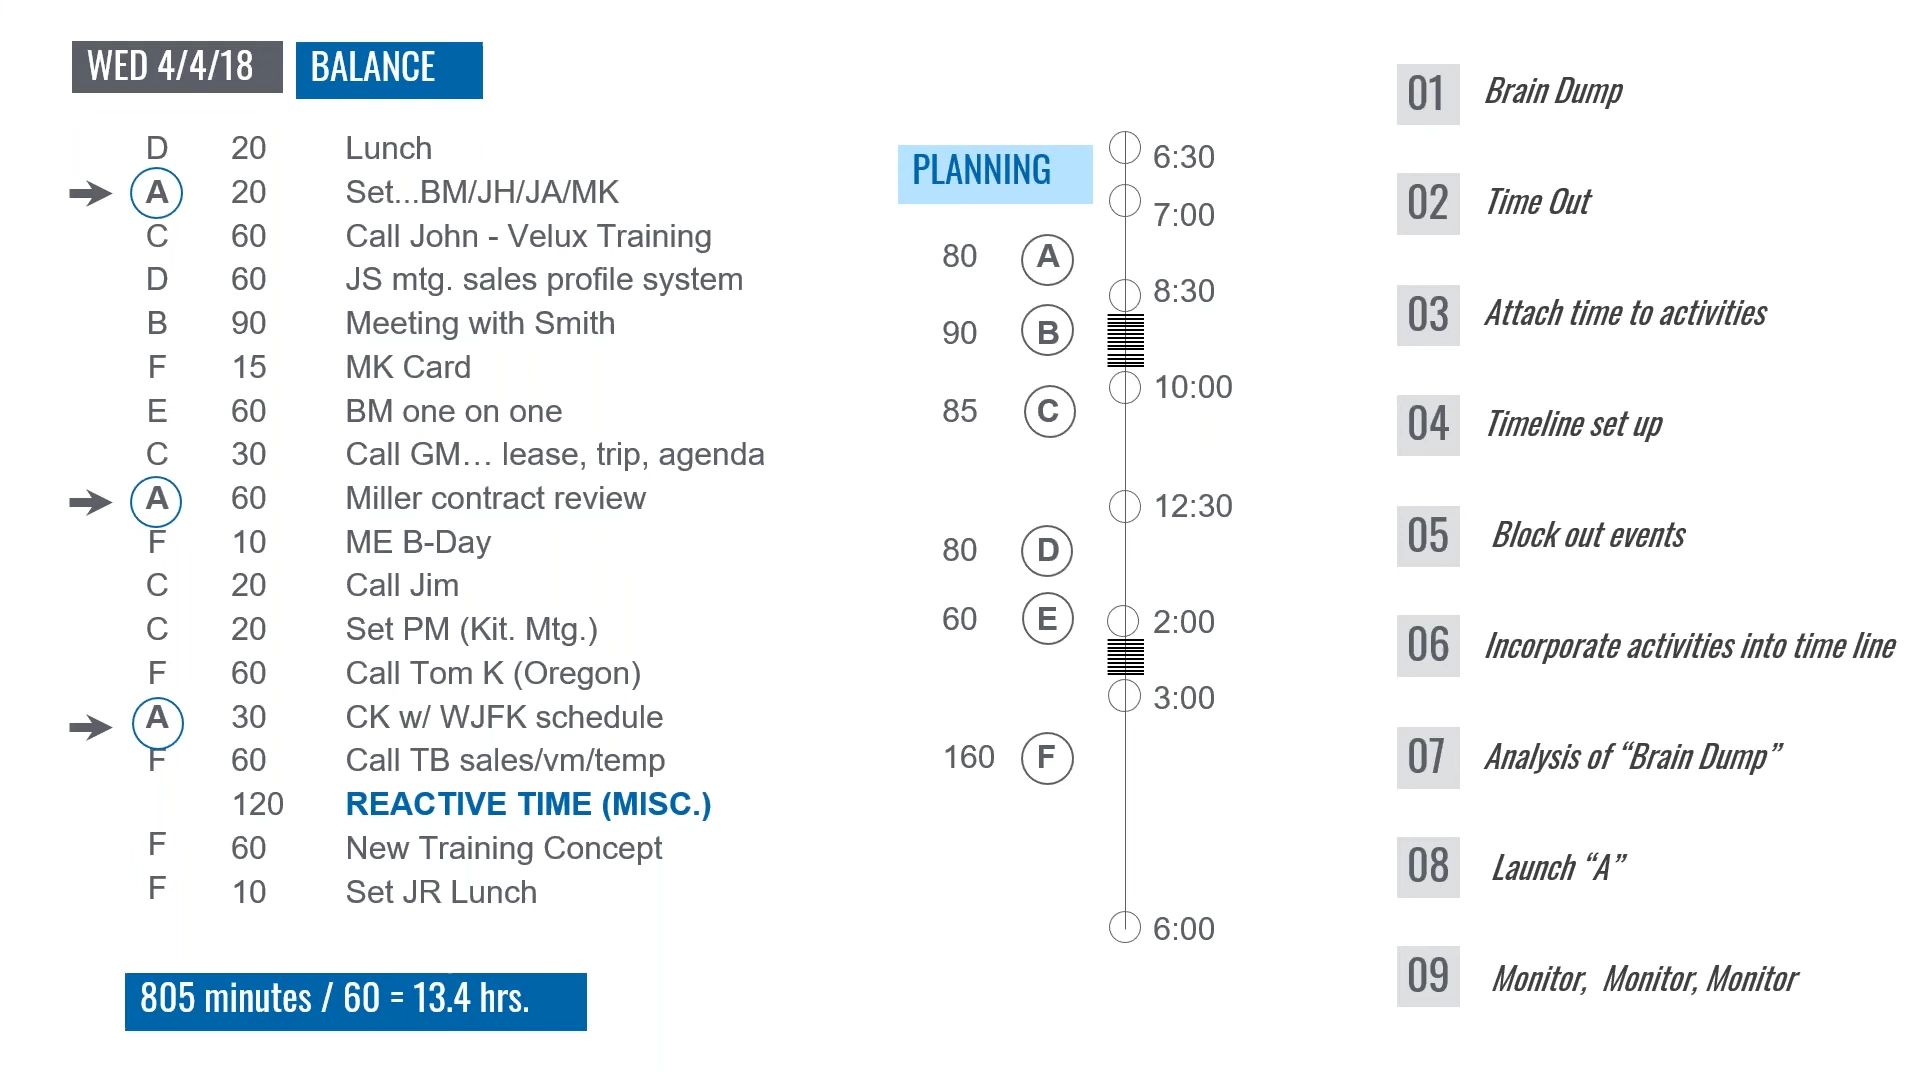 WED 4/4/18 BALANCE
D 20 Lunch
A 20 Set...BM/JH/JA/MK
C 60 Call John - Velux Training
D 60 JS mtg. sales profile system
B 90 Meeting with Smith
F 15 MK Card
E 60 BM one on one
C 30 Call GM… lease, trip, agenda
A 60 Miller contract review
F 10 ME B-Day
C 20 Call Jim
C 20 Set PM (Kit. Mtg.)
F 60 Call Tom K (Oregon)
A 30 CK w/ WJFK schedule
F 60 Call TB sales/vm/temp
120 REACTIVE TIME (MISC.)
F 60 New Training Concept
F 10 Set JR Lunch
805 minutes / 60 = 13.4 hrs.
PLANNING
6:30
7:00
80 A
8:30
90 B
10:00
85 C
12:30
80 D
60 E 2:00
3:00
160 F
6:00
01 Brain Dump
02 Time Out
03 Attach time to activities
04 Timeline set up
05 Block out events
06 Incorporate activities into time line
07 Analysis of “Brain Dump”
08 Launch “A”
09 Monitor, Monitor, Monitor